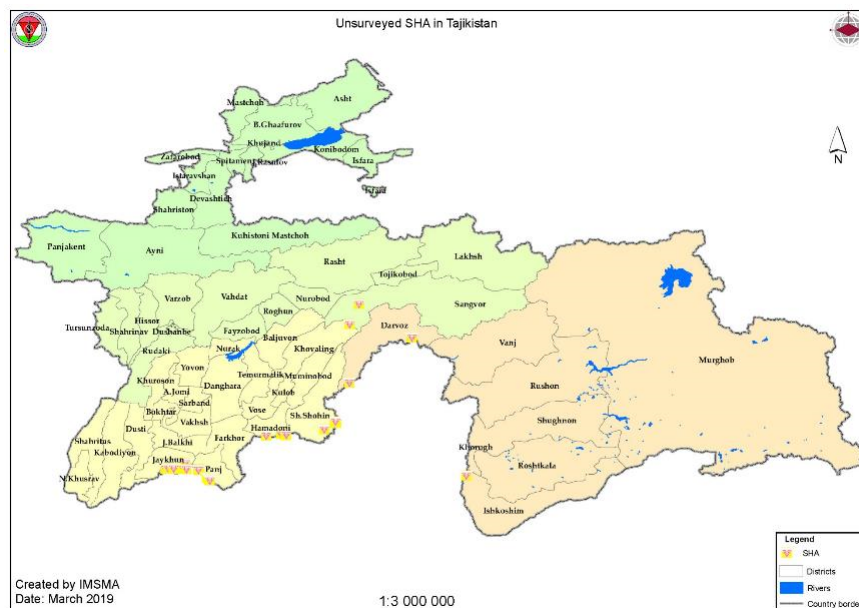 Unsurveyed SHA in Tajikistan
Asht
Mastchoh
B.Ghaafurov
Khujand
Konibodom
Zafarobod
Spitamen
J.Rasulov
Isfara
Istaravshan
Isfara
Devashtich
Shahriston
Kuhistoni Mastchoh
Panjakent
Ayni
Lakhsh
Rasht
Tojikobod
Varzob
Vahdat
Nurobod
Sangvor
Roghun
Hissor
Tursunzoda
Shahrinav
Dushanbe
Fayzobod
Darvoz
Baljuvon
Vanj
Murghob
Rudaki
Nurak
Khovaling
Yovon
Temurmalik
Muminobod
Khuroson
Danghara
Rushon
A.Jomi
Kulob
Sarband
Bokhtar
Vose
Sh.Shohin
Shughnon
Vakhsh
Dusti
Hamadoni
Shahritus
J.Balkhi
Farkhor
Khorogh
Kabodiyon
Jaykhun
Panj
Roshtkala
N.Khusrav
Ishkoshim
N
Legend
SHA
Districts
Rivers
Country border
Created by IMSMA
Date: March 2019
1:3 000 000